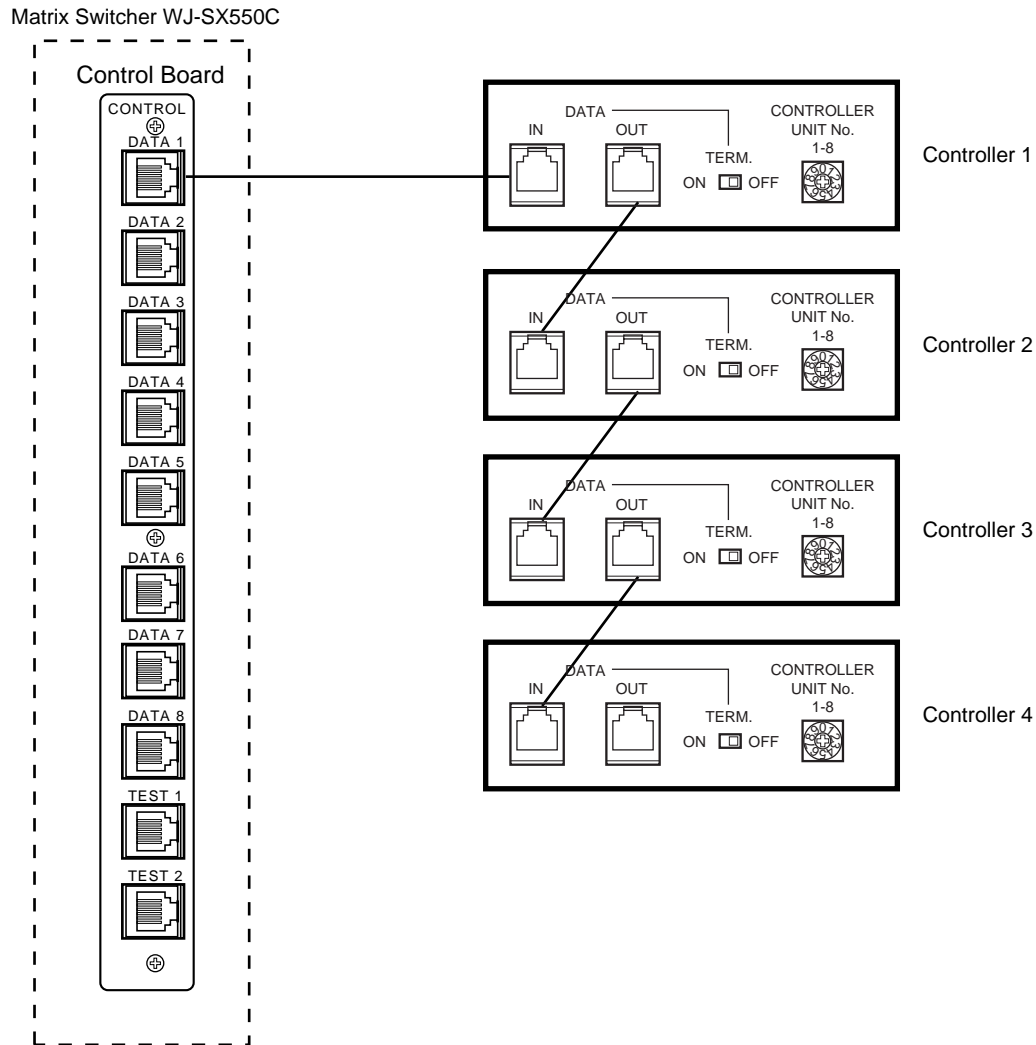 Matrix Switcher WJ-SX550C
Control Board
CONTROL
DATA 1
DATA 2
DATA 3
DATA 4
DATA 5
DATA 6
DATA 7
DATA 8
TEST 1
TEST 2
DATA
IN
OUT
TERM.
ON
OFF
CONTROLLER
UNIT No.
1-8
Controller 1
DATA
IN
OUT
TERM.
ON
OFF
CONTROLLER
UNIT No.
1-8
Controller 2
DATA
IN
OUT
TERM.
ON
OFF
CONTROLLER
UNIT No.
1-8
Controller 3
DATA
IN
OUT
TERM.
ON
OFF
CONTROLLER
UNIT No.
1-8
Controller 4